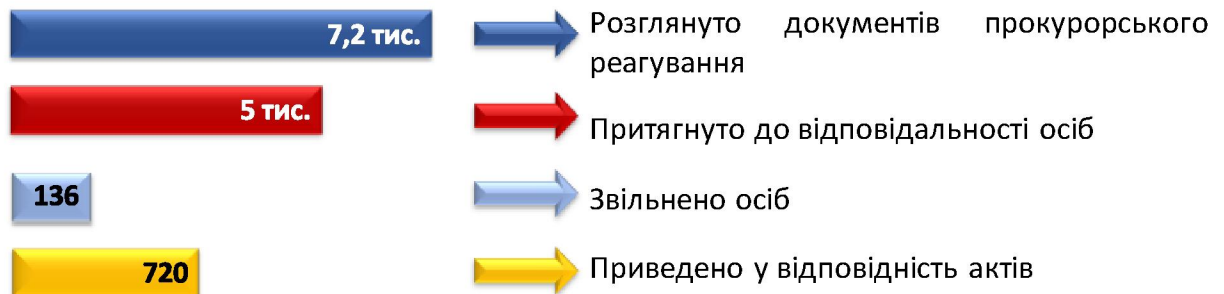 7,2 тис.
Розглянуто документів прокурорського
реагування
5 тис.
Притягнуто до відповідальності осіб
136
Звільнено осіб
720
Приведено у відповідність актів